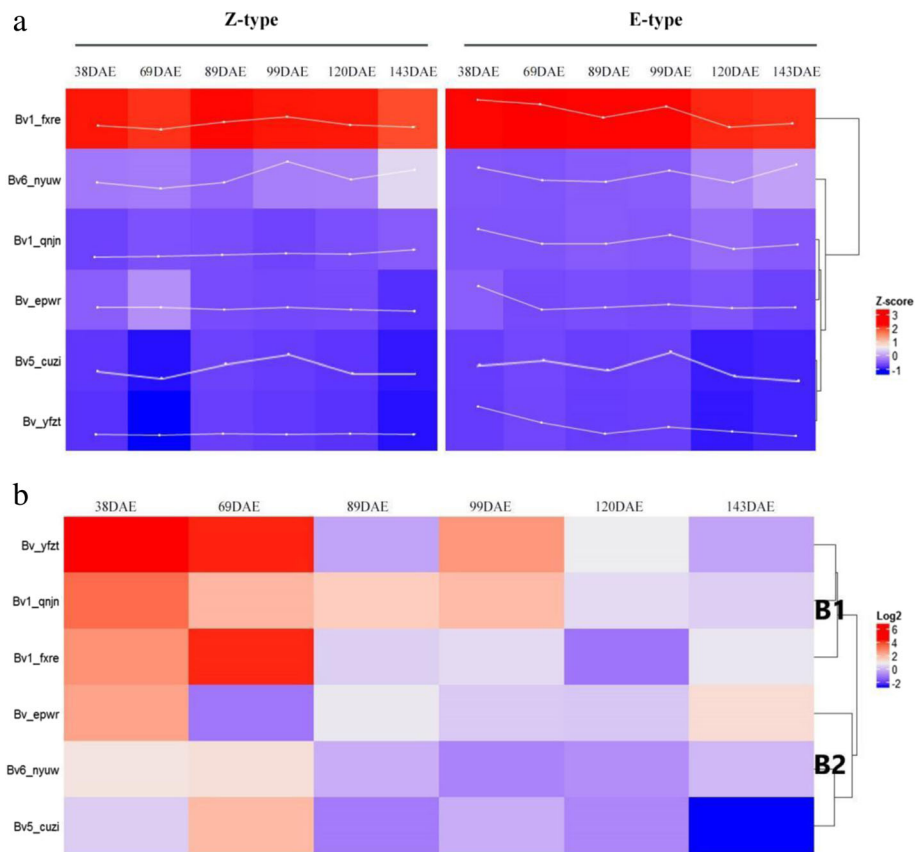 a
Z-type E-type
38DAE 69DAE 89DAE 99DAE 120DAE 143DAE 38DAE 69DAE 89DAE 99DAE 120DAE 143DAE
Bv1_fxre
Bv6_nyuw
Bv1_qnjn
Bv_epwr
Bv5_cuzi
Bv_yfzt
Z-score
3
2
1
0
-1
b
38DAE 69DAE 89DAE 99DAE 120DAE 143DAE
Bv_yfzt
Bv1_qnjn
Bv1_fxre
Bv_epwr
Bv6_nyuw
Bv5_cuzi
B1
B2
Log2
6
4
2
0
-2